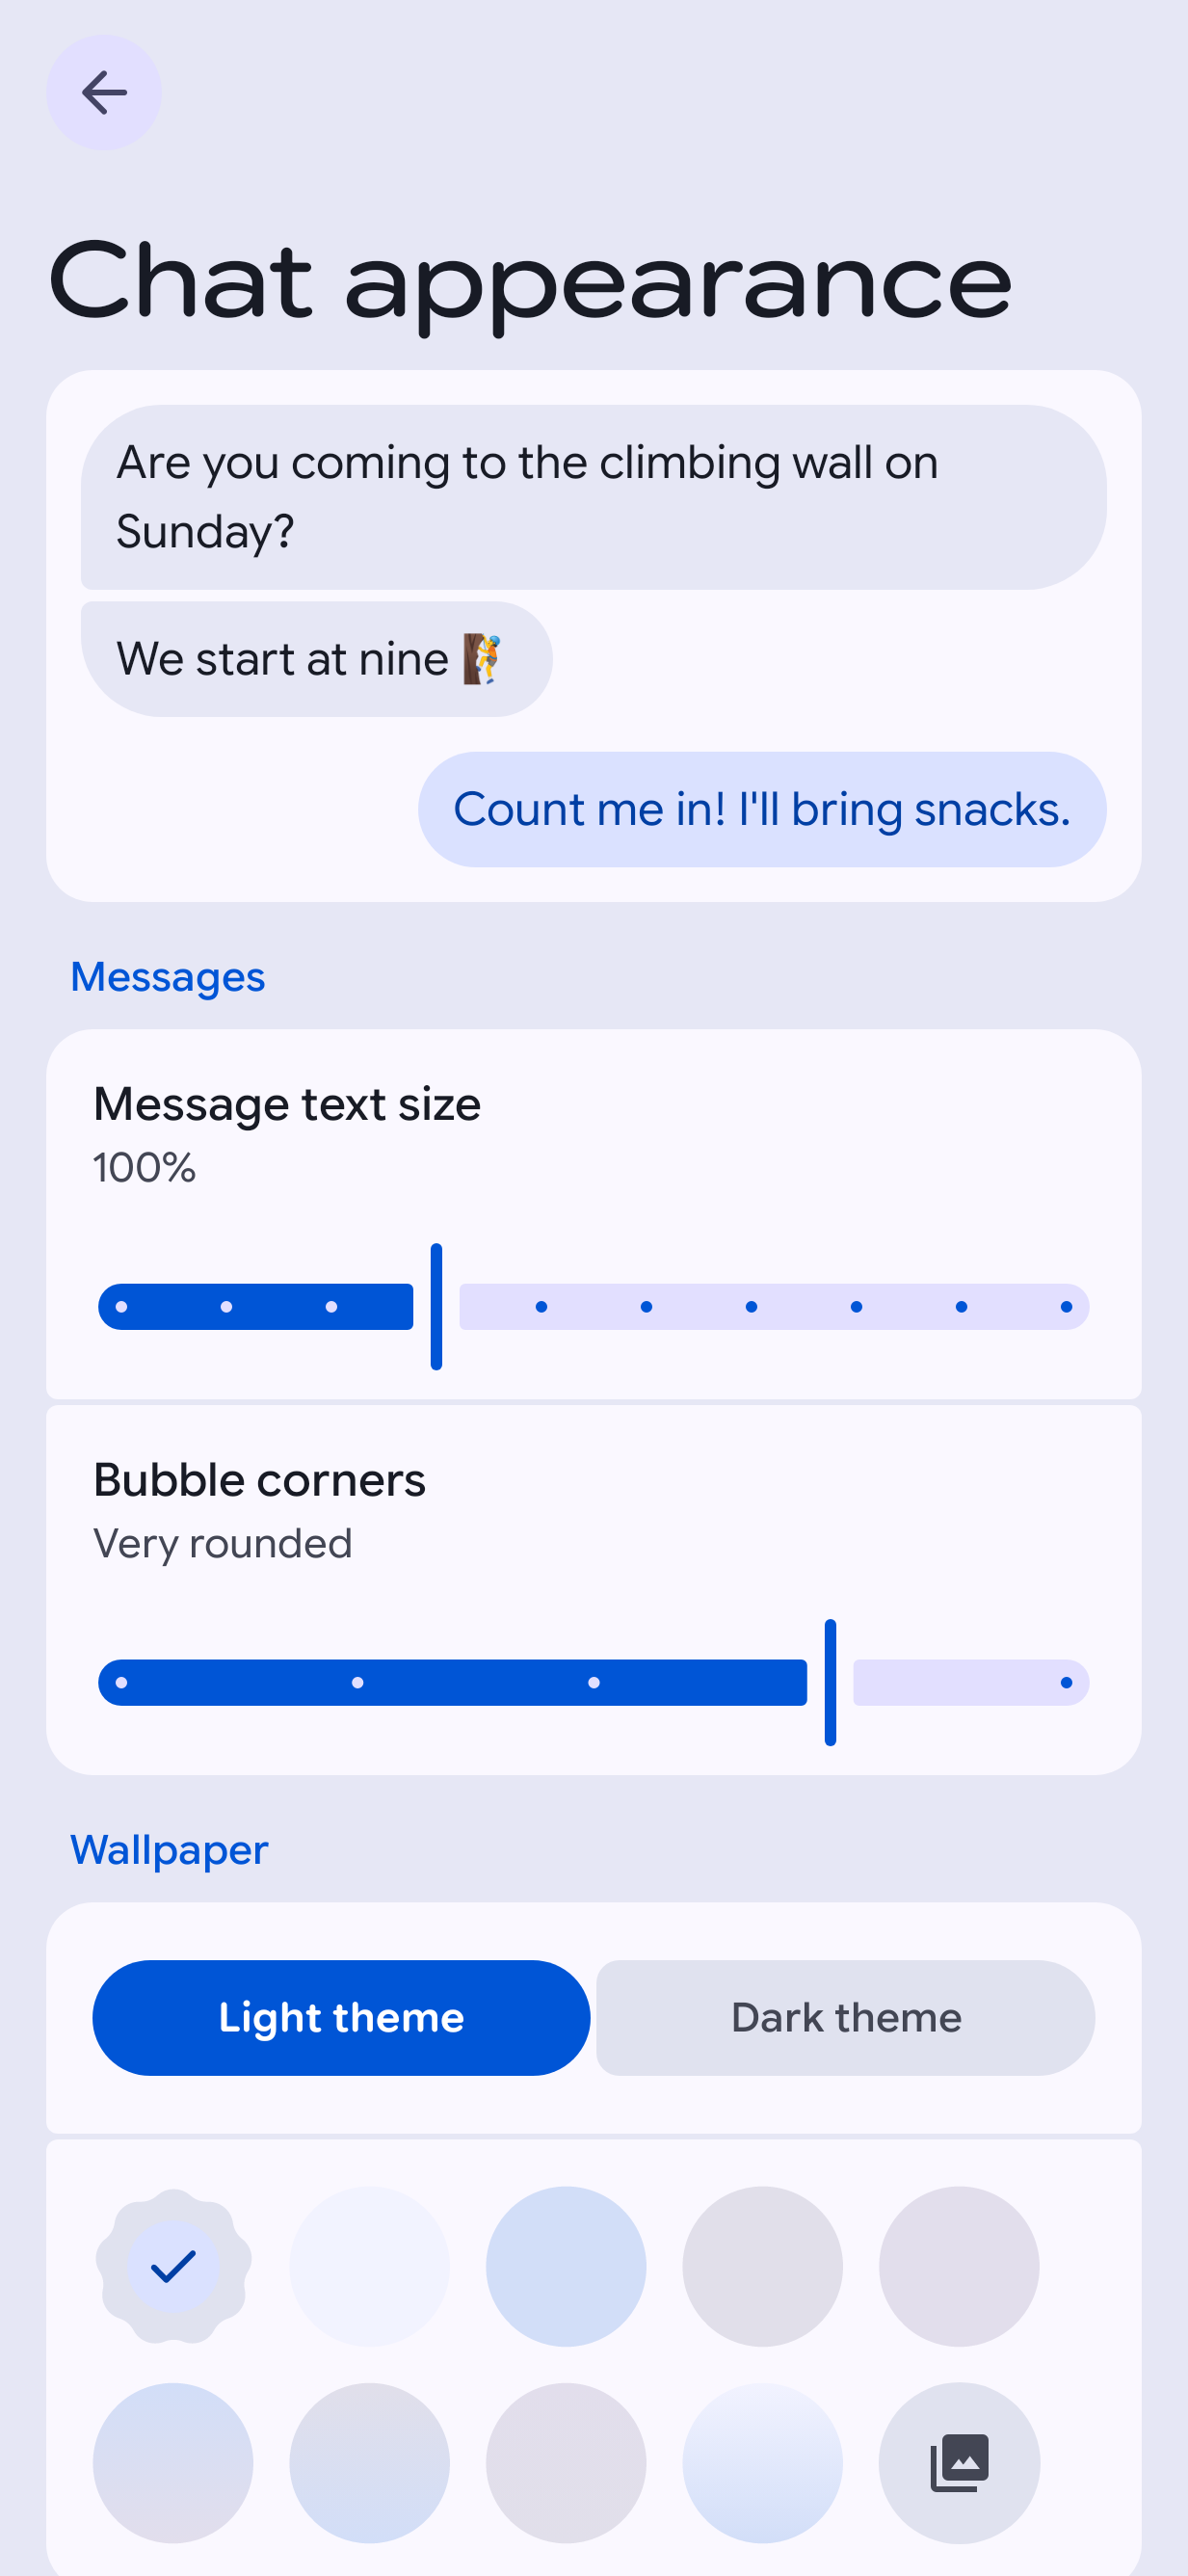 Chat appearance
Are you coming to the climbing wall on
Sunday?
We start at nine 🧗
Count me in! I'll bring snacks.
Messages
Message text size
100%
Bubble corners
Very rounded
Wallpaper
Light theme
Dark theme